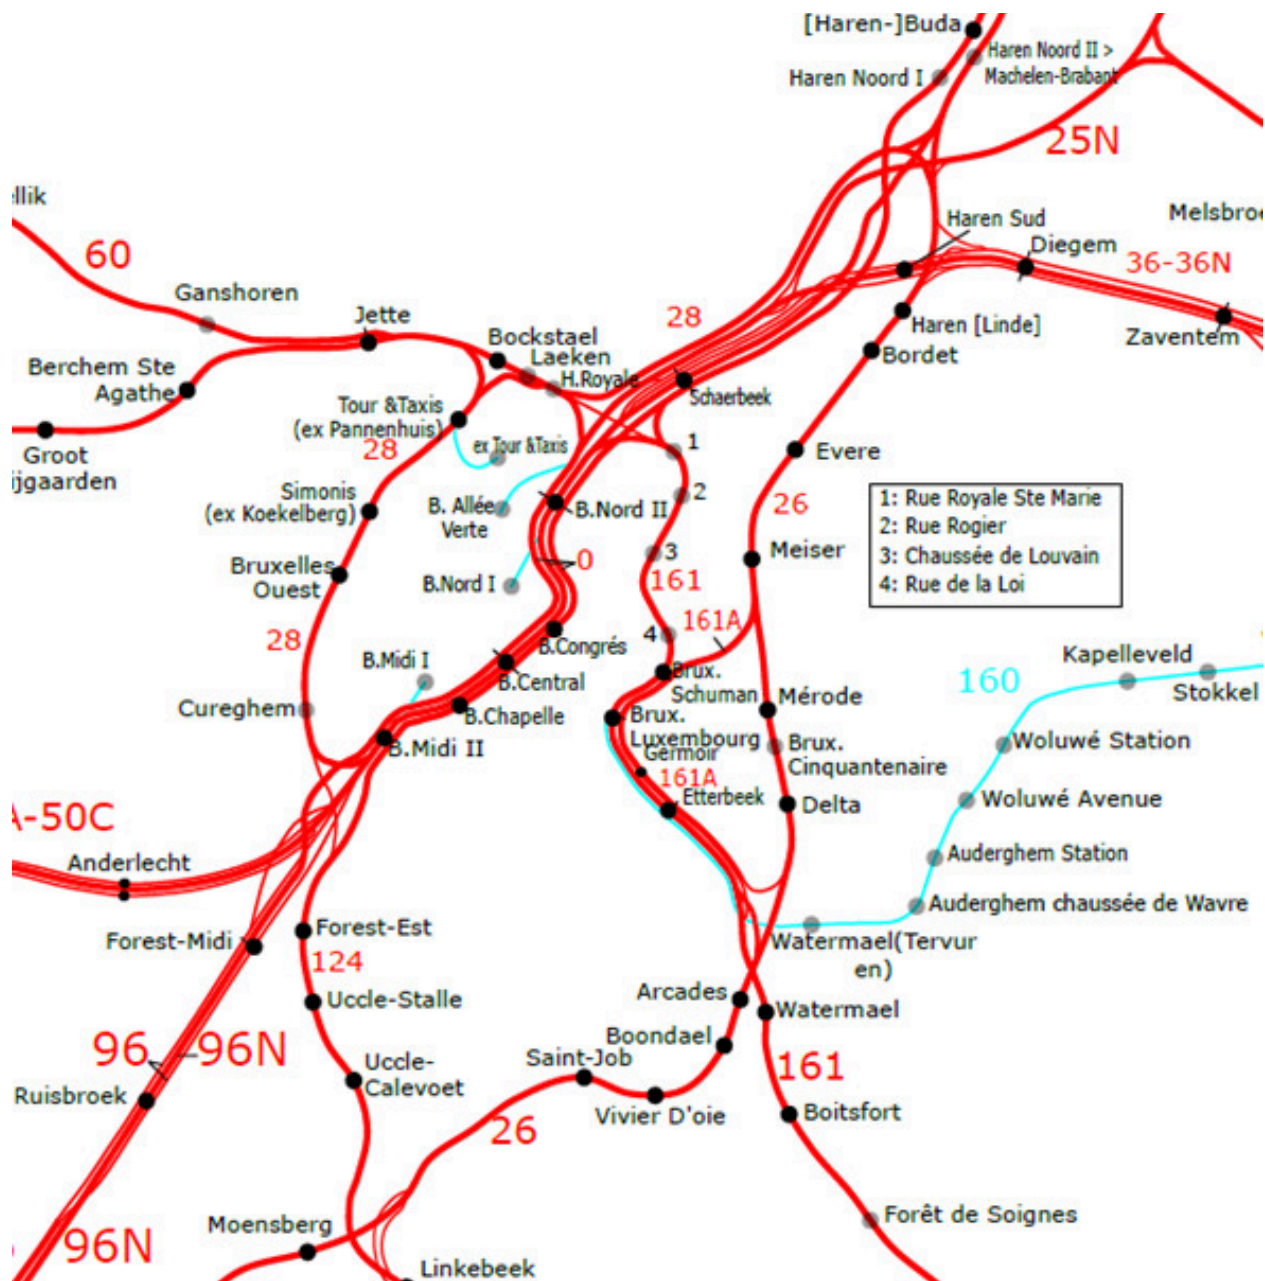 [Haren-]Buda
Haren Noord II >
Machelen-Brabant
Haren Noord I
25N
ellik
Haren Sud
Melsbroe
Diegem
60
36-36N
Ganshoren
Jette
28
Haren [Linde]
Zaventem
Bockstael
Laeken
Bordet
Berchem Ste
Agathe
H.Royale
Schaerbeek
Tour &Taxis
(ex Pannenhuis)
28
ex Tour &Taxis
1
Evere
Groot
ijgaarden
Simonis
(ex Koekelberg)
B. Allée
Verte
B.Nord II
2
26
1: Rue Royale Ste Marie
2: Rue Rogier
3: Chaussée de Louvain
4: Rue de la Loi
Meiser
3
0
Bruxelles
Ouest
B.Nord I
161
161A
28
4
B.Congrés
B.Midi I
Brux.
Schuman
Kapelleveld
B.Central
160
Stokkel
Cureghem
B.Chapelle
Mérode
Brux.
Luxembourg
Germoir
B.Midi II
Brux.
Cinquantenaire
Woluwé Station
161A
Etterbeek
Delta
Woluwé Avenue
A-50C
Anderlecht
Auderghem Station
Auderghem chaussée de Wavre
Forest-Est
Forest-Midi
Watermael(Tervur
en)
124
Uccle-Stalle
Arcades
Watermael
96
96N
Boondael
Saint-Job
Uccle-
Calevoet
161
Ruisbroek
Vivier D'oie
Boitsfort
26
Moensberg
Forêt de Soignes
96N
Linkebeek